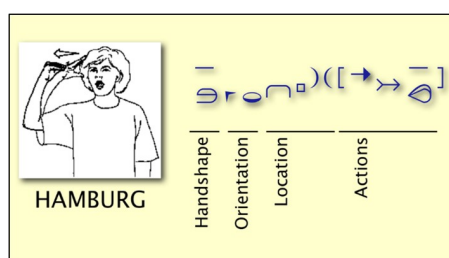 HAMBURG
Handshape
Orientation
Location
Actions